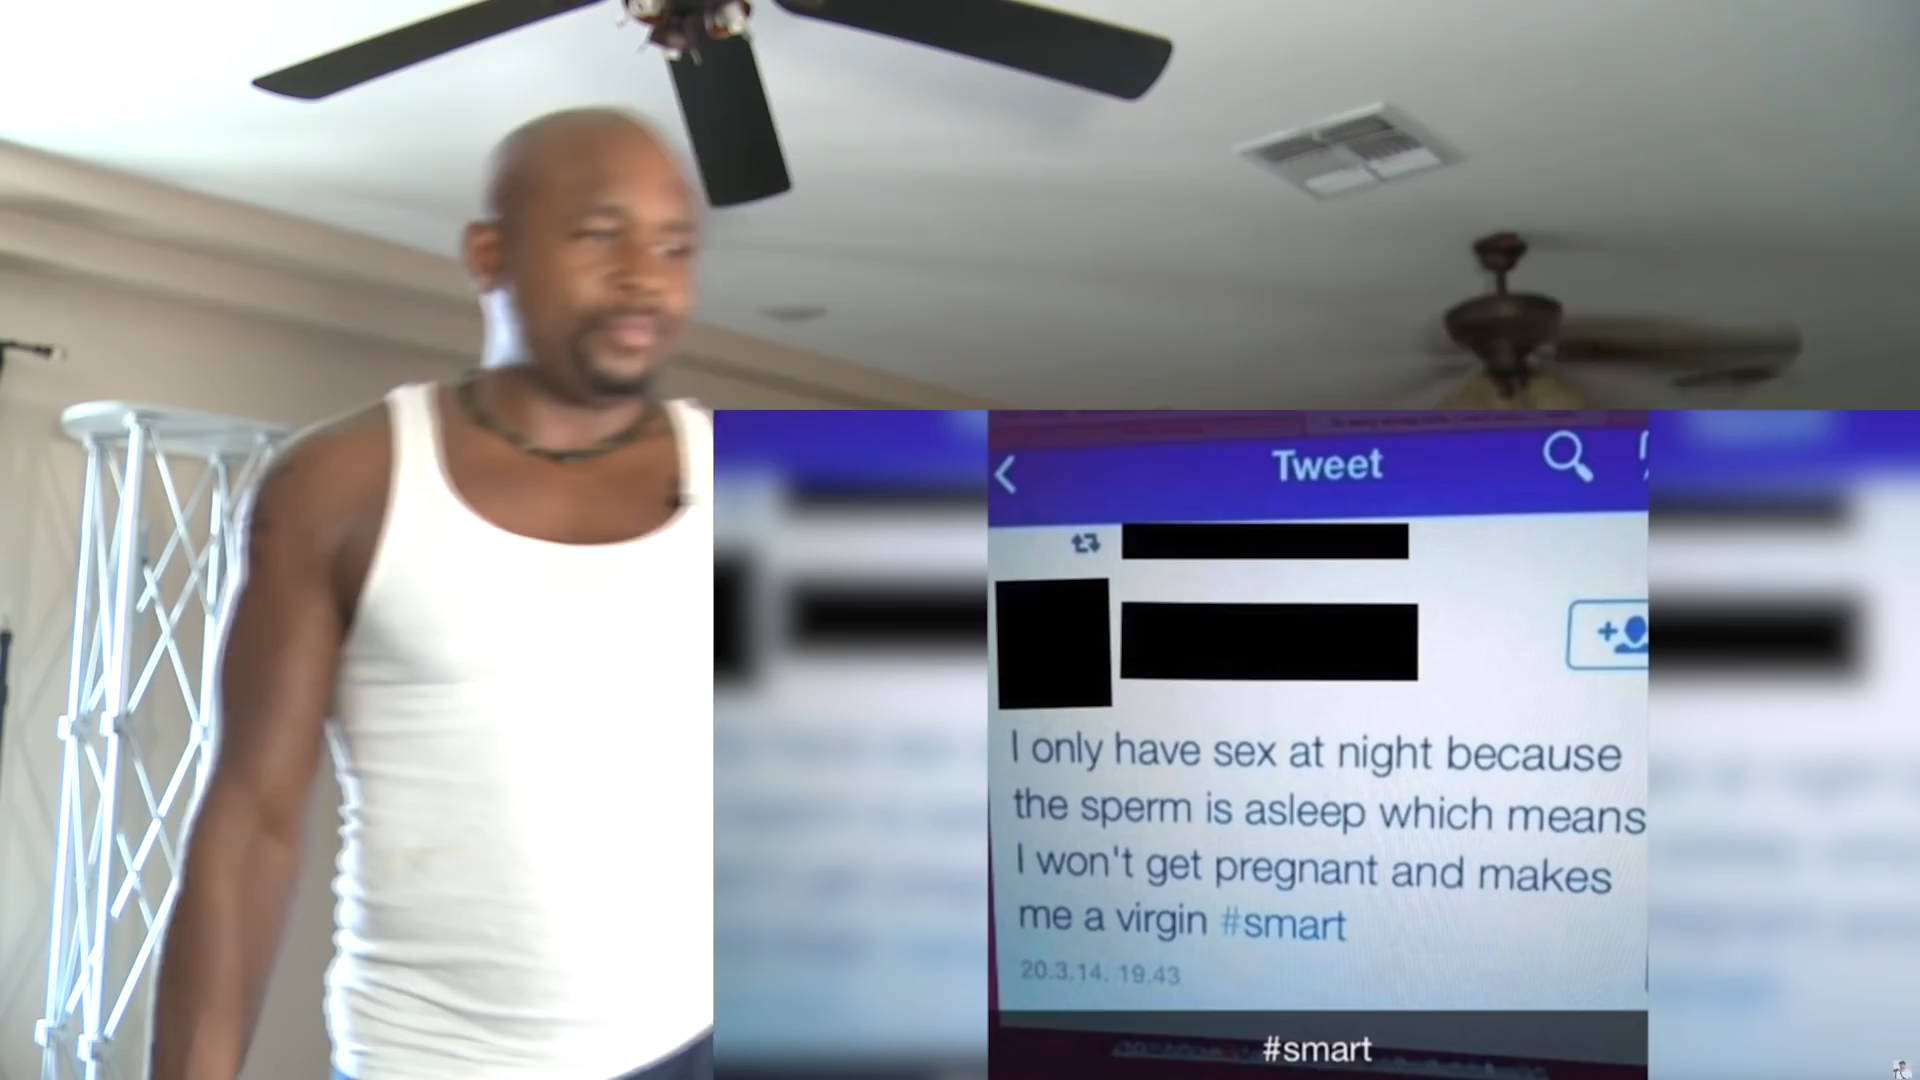 Tweet
I only have sex at night because
the sperm is asleep which means
I won't get pregnant and makes
me a virgin #smart
20.3.14, 19.43
#smart